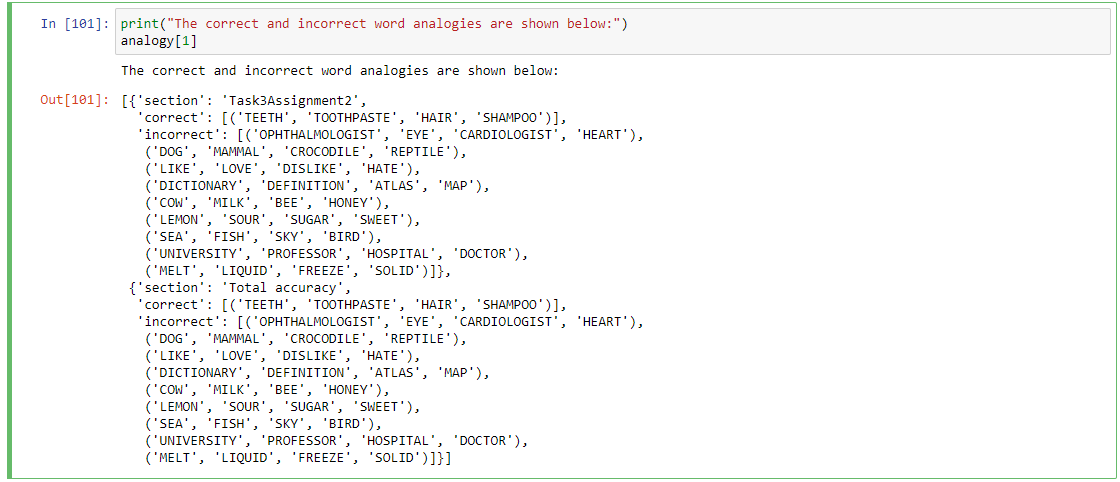 In [101]: print("The correct and incorrect word analogies are shown below:")
analogy[1]
The correct and incorrect word analogies are shown below:
Out[101]: [{'section': 'Task3Assignment2',
'correct': [('TEETH', 'TOOTHPASTE', 'HAIR', 'SHAMPOO')],
'incorrect': [('OPHTHALMOLOGIST', 'EYE', 'CARDIOLOGIST', 'HEART'),
('DOG', 'MAMMAL', 'CROCODILE', 'REPTILE'),
('LIKE', 'LOVE', 'DISLIKE', 'HATE'),
('DICTIONARY', 'DEFINITION', 'ATLAS', 'MAP'),
('COW', 'MILK', 'BEE', 'HONEY'),
('LEMON', 'SOUR', 'SUGAR', 'SWEET'),
('SEA', 'FISH', 'SKY', 'BIRD'),
('UNIVERSITY', 'PROFESSOR', 'HOSPITAL', 'DOCTOR'),
('MELT', 'LIQUID', 'FREEZE', 'SOLID')]},
{'section': 'Total accuracy',
'correct': [('TEETH', 'TOOTHPASTE', 'HAIR', 'SHAMPOO')],
'incorrect': [('OPHTHALMOLOGIST', 'EYE', 'CARDIOLOGIST', 'HEART'),
('DOG', 'MAMMAL', 'CROCODILE', 'REPTILE'),
('LIKE', 'LOVE', 'DISLIKE', 'HATE'),
('DICTIONARY', 'DEFINITION', 'ATLAS', 'MAP'),
('COW', 'MILK', 'BEE', 'HONEY'),
('LEMON', 'SOUR', 'SUGAR', 'SWEET'),
('SEA', 'FISH', 'SKY', 'BIRD'),
('UNIVERSITY', 'PROFESSOR', 'HOSPITAL', 'DOCTOR'),
('MELT', 'LIQUID', 'FREEZE', 'SOLID')]}]